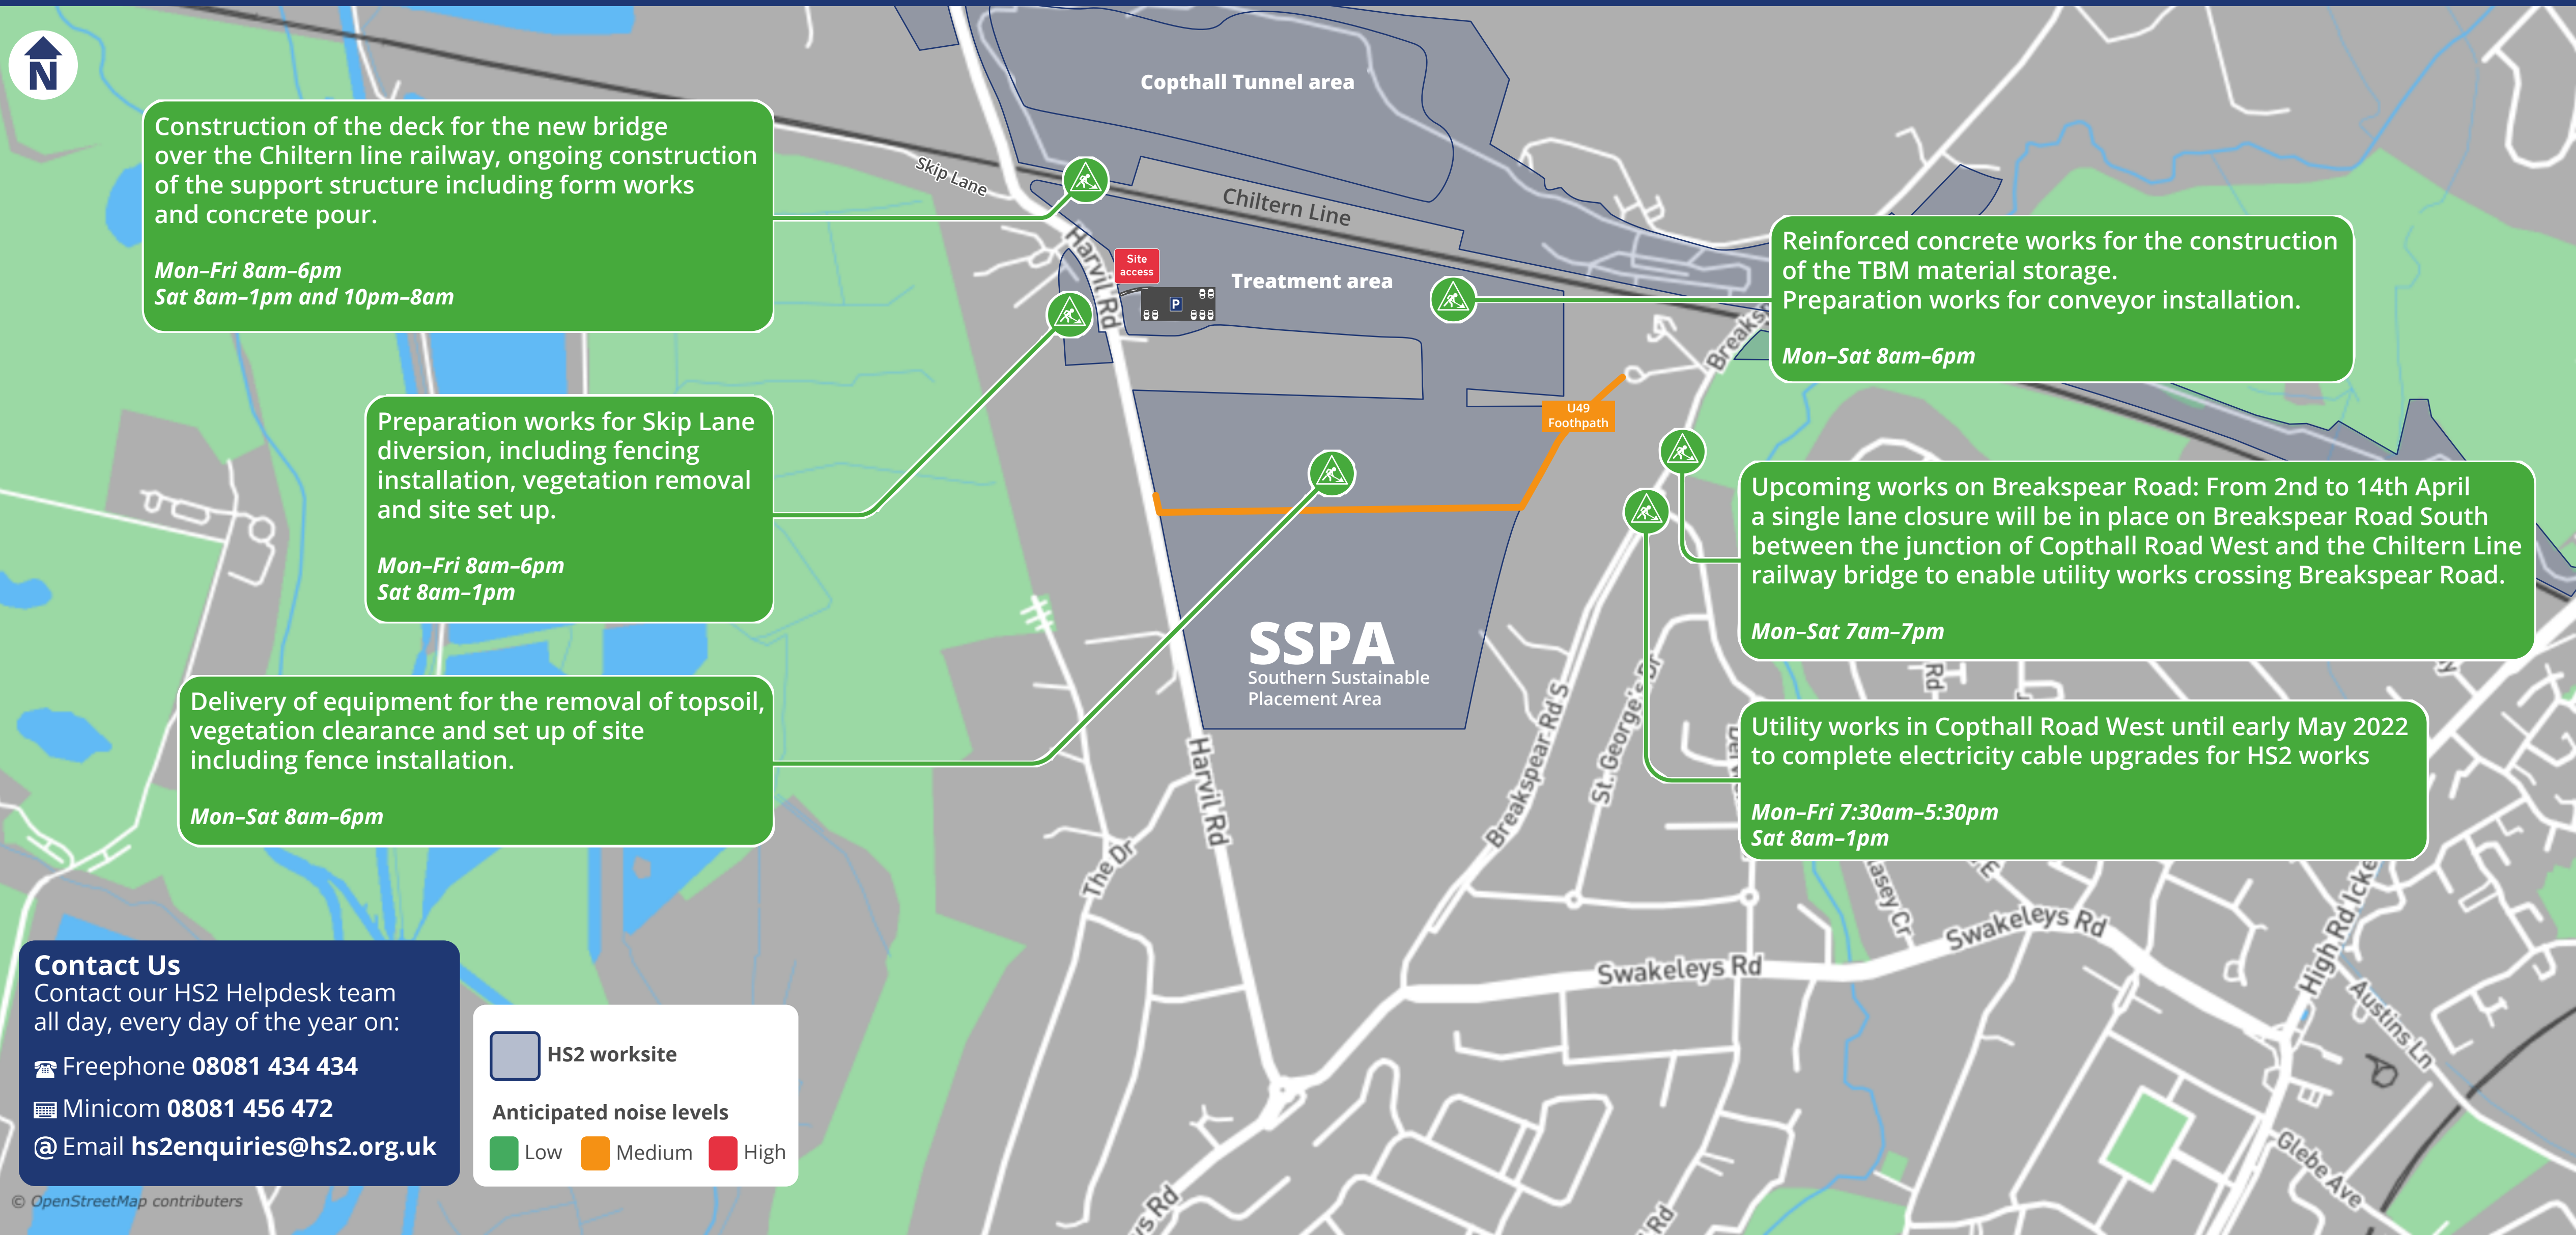 N
Copthall Tunnel area
Construction of the deck for the new bridge
over the Chiltern line railway, ongoing construction
of the support structure including form works
and concrete pour.
Mon–Fri 8am–6pm
Sat 8am–1pm and 10pm–8am
Skip Lane
Chiltern Line
Harvil Rd
Site
access
P
Treatment area
Reinforced concrete works for the construction
of the TBM material storage.
Preparation works for conveyor installation.
Mon–Sat 8am–6pm
Breaks
U49
Foothpath
Preparation works for Skip Lane
diversion, including fencing
installation, vegetation removal
and site set up.
Mon–Fri 8am–6pm
Sat 8am–1pm
Upcoming works on Breakspear Road: From 2nd to 14th April
a single lane closure will be in place on Breakspear Road South
between the junction of Copthall Road West and the Chiltern Line
railway bridge to enable utility works crossing Breakspear Road.
Mon–Sat 7am–7pm
SSPA
Southern Sustainable
Placement Area
Rd
Delivery of equipment for the removal of topsoil,
vegetation clearance and set up of site
including fence installation.
Mon–Sat 8am–6pm
Harvil Rd
Breakspear Rd S
St. George's Dr
Utility works in Copthall Road West until early May 2022
to complete electricity cable upgrades for HS2 works
Mon–Fri 7:30am–5:30pm
Sat 8am–1pm
The Dr
asey Cr
E
Swakeleys Rd
Swakeleys Rd
High Rd Icke
Austins Ln
Glebe Ave
ys Rd
Rd
Contact Us
Contact our HS2 Helpdesk team
all day, every day of the year on:
Freephone 08081 434 434
Minicom 08081 456 472
@ Email hs2enquiries@hs2.org.uk
HS2 worksite
Anticipated noise levels
Low Medium High
© OpenStreetMap contributers